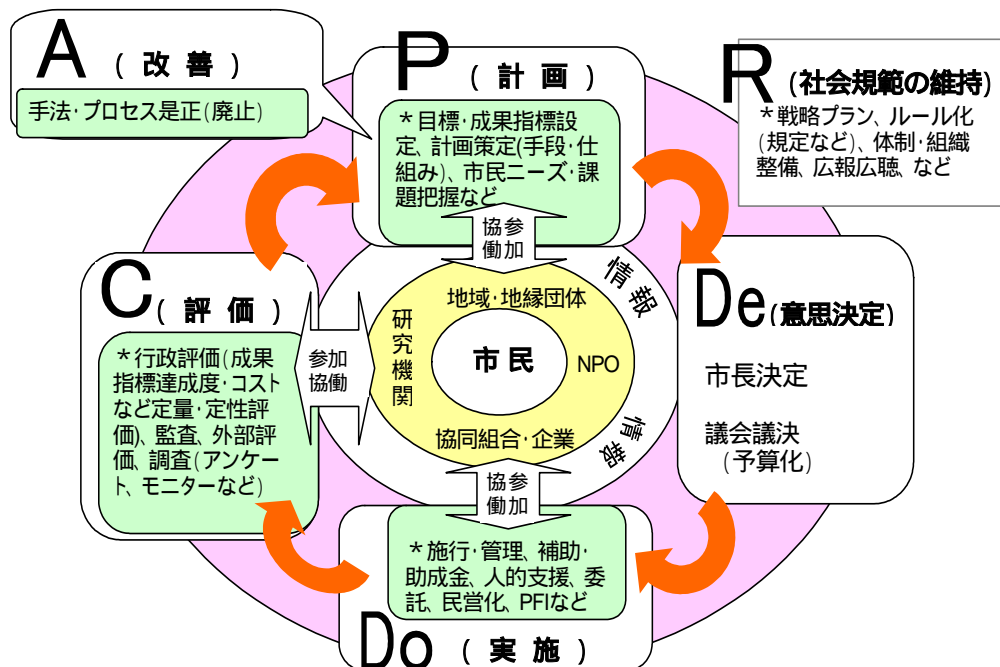 A (改善)
手法・プロセス是正(廃止)
P (計画)
*目標・成果指標設
定、計画策定(手段・仕
組み)、市民ニーズ・課
題把握など
R (社会規範の維持)
*戦略プラン、ルール化
(規定など)、体制・組織
整備、広報広聴、など
De (意思決定)
市長決定
議会議決
(予算化)
C (評価)
*行政評価(成果
指標達成度・コスト
など定量・定性評
価)、監査、外部評
価、調査(アンケー
ト、モニターなど)
協働
参加
情報
地域・地縁団体
研究機関
市民
NPO
参加
協働
協同組合・企業
情報
協働
参加
*施行・管理、補助・
助成金、人的支援、委
託、民営化、PFIなど
Do (実施)